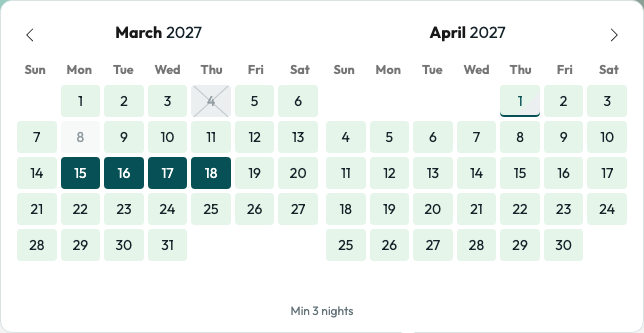 March 2027 April 2027
Sun Mon Tue Wed Thu Fri Sat Sun Mon Tue Wed Thu Fri Sat
1 2 3 4 5 6 1 2 3
7 8 9 10 11 12 13 4 5 6 7 8 9 10
14 15 16 17 18 19 20 11 12 13 14 15 16 17
21 22 23 24 25 26 27 18 19 20 21 22 23 24
28 29 30 31 25 26 27 28 29 30
Min 3 nights